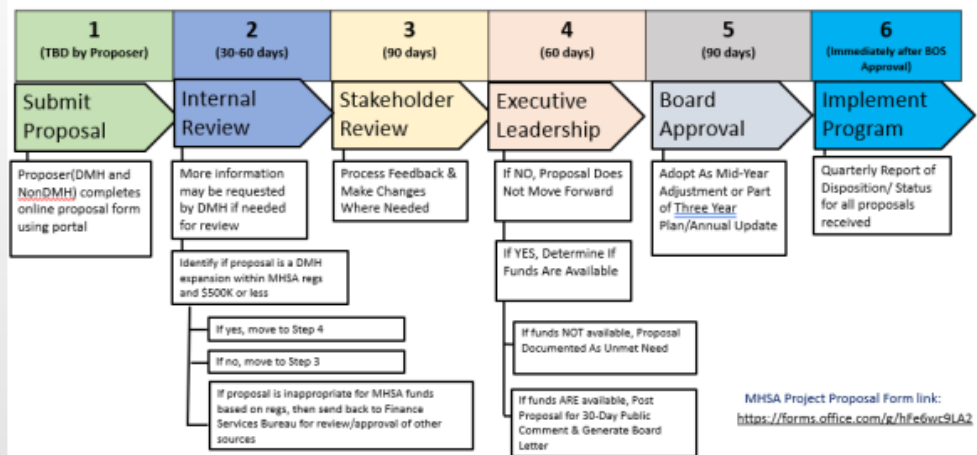 1
(TBD by Proposer)
2
(30-60 days)
3
(90 days)
4
(60 days)
5
(90 days)
6
(Immediately after BOS
Approval)
Submit
Proposal
Internal
Review
Stakeholder
Review
Executive
Leadership
Board
Approval
Implement
Program
Proposer(DMH and
NonDMH) completes
online proposal form
using portal
More information
may be requested
by DMH if needed
for review
Identify if proposal is a DMH
expansion within MHSA regs
and $500K or less
If yes, move to Step 4
If no, move to Step 3
If proposal is inappropriate for MHSA funds
based on regs, then send back to Finance
Services Bureau for review/approval of other
sources
Process Feedback &
Make Changes
Where Needed
If NO, Proposal Does
Not Move Forward
If YES, Determine If
Funds Are Available
If funds NOT available, Proposal
Documented As Unmet Need
If funds ARE available, Post
Proposal for 30-Day Public
Comment & Generate Board
Letter
Adopt As Mid-Year
Adjustment or Part
of Three Year
Plan/Annual Update
Quarterly Report of
Disposition/ Status
for all proposals
received
MHSA Project Proposal Form link:
https://forms.office.com/g/hFe6wc9LA2